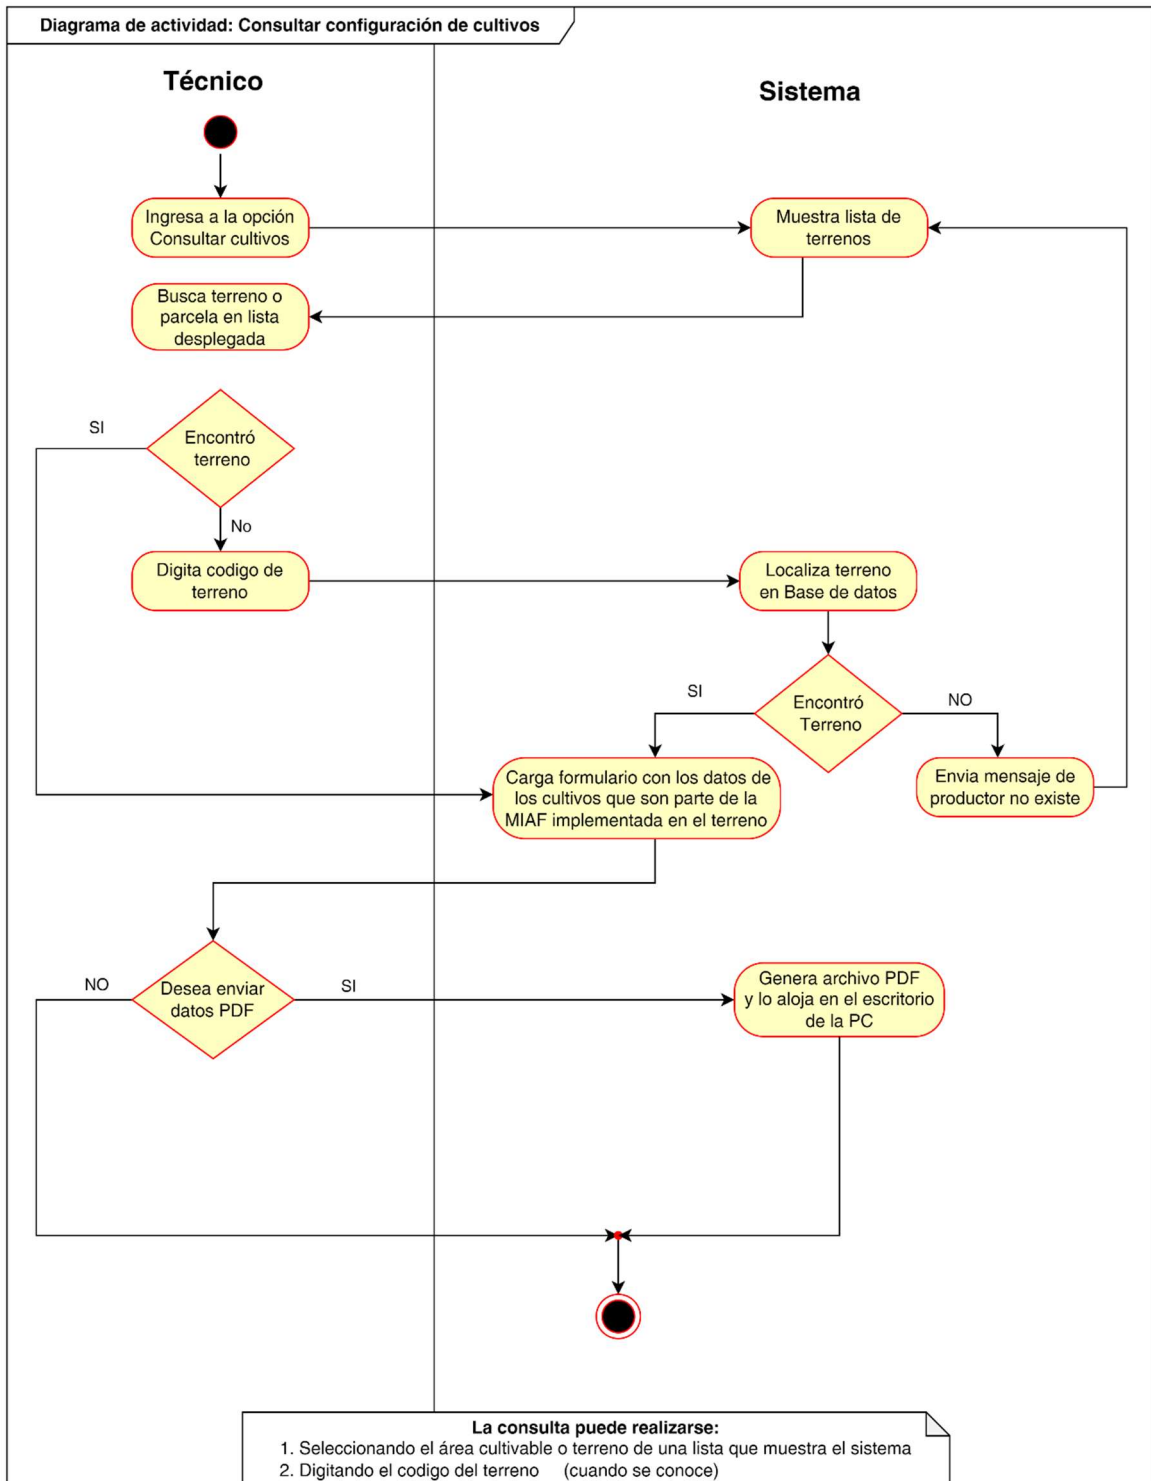 Diagrama de actividad: Consultar configuración de cultivos
Técnico
Sistema
Ingresa a la opción
Consultar cultivos
Muestra lista de
terrenos
Busca terreno o
parcela en lista
desplegada
SI
Encontró
terreno
No
Digita codigo de
terreno
Localiza terreno
en Base de datos
SI
Encontró
Terreno
NO
Carga formulario con los datos de
los cultivos que son parte de la
MIAF implementada en el terreno
Envia mensaje de
productor no existe
NO
Desea enviar
datos PDF
SI
Genera archivo PDF
y lo aloja en el escritorio
de la PC
La consulta puede realizarse:
1. Seleccionando el área cultivable o terreno de una lista que muestra el sistema
2. Digitando el codigo del terreno (cuando se conoce)